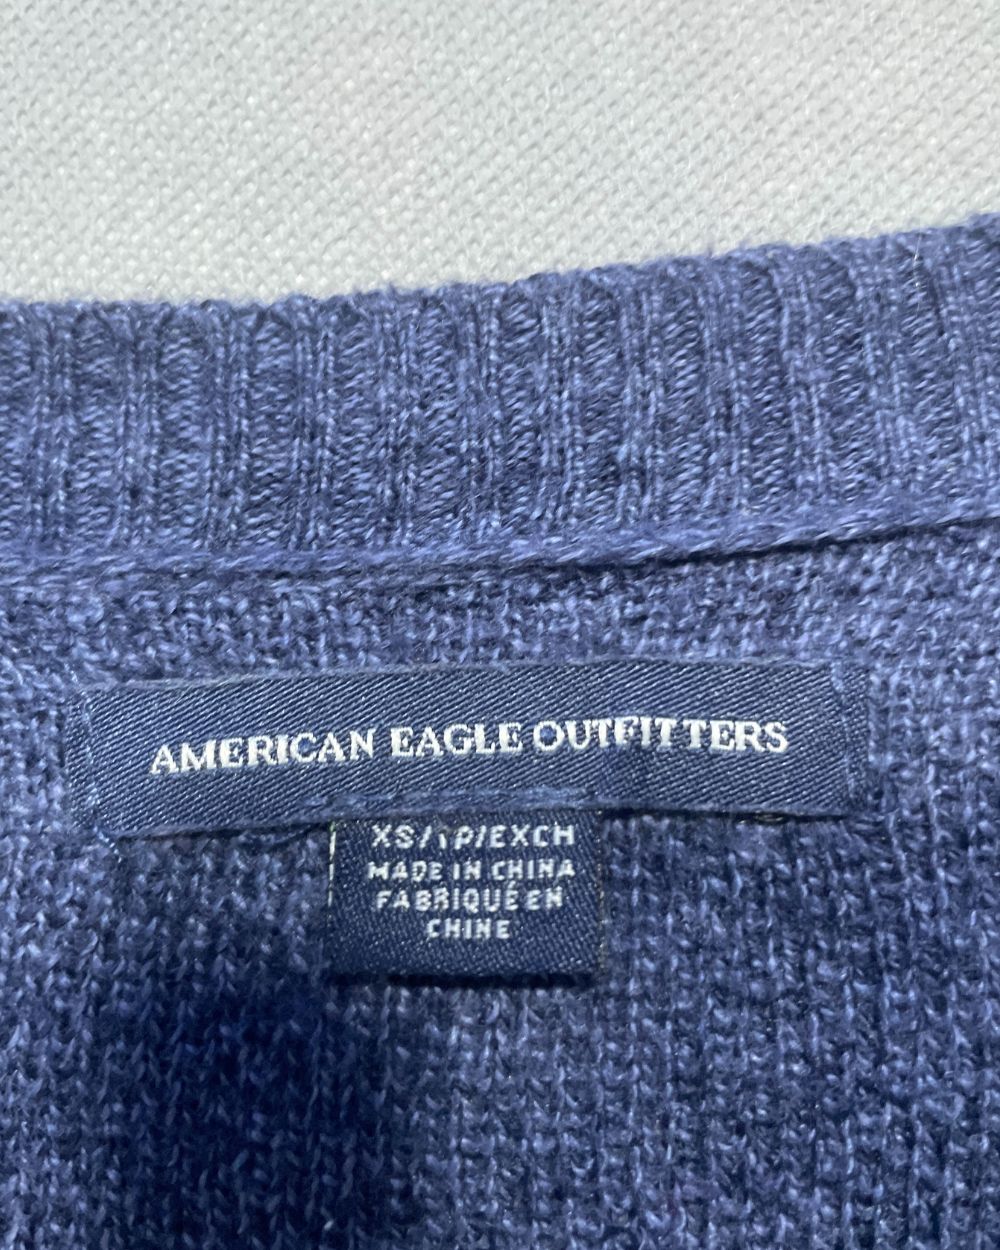 AMERICAN EAGLE OUTFITTERS
XS/TP/EXCH
MADE IN CHINA
FABRIQUÉ EN
CHINE